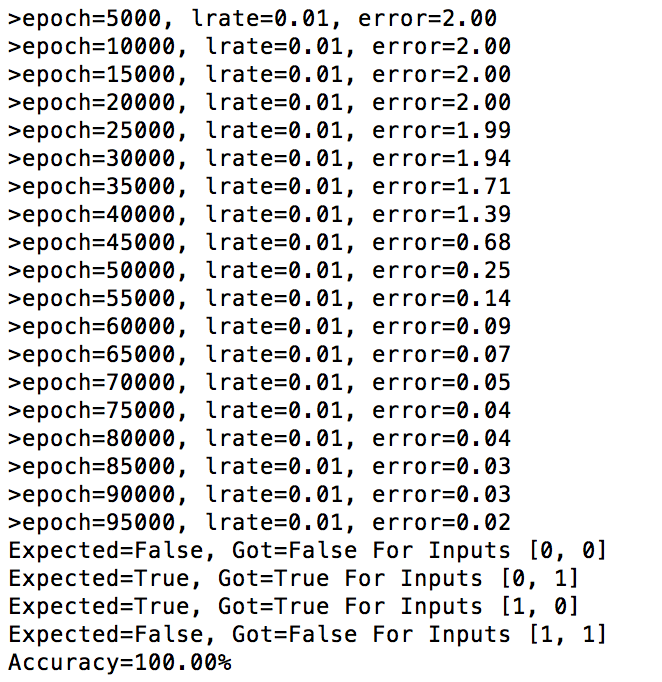 >epoch=5000, lrate=0.01, error=2.00
>epoch=10000, lrate=0.01, error=2.00
>epoch=15000, lrate=0.01, error=2.00
>epoch=20000, lrate=0.01, error=2.00
>epoch=25000, lrate=0.01, error=1.99
>epoch=30000, lrate=0.01, error=1.94
>epoch=35000, lrate=0.01, error=1.71
>epoch=40000, lrate=0.01, error=1.39
>epoch=45000, lrate=0.01, error=0.68
>epoch=50000, lrate=0.01, error=0.25
>epoch=55000, lrate=0.01, error=0.14
>epoch=60000, lrate=0.01, error=0.09
>epoch=65000, lrate=0.01, error=0.07
>epoch=70000, lrate=0.01, error=0.05
>epoch=75000, lrate=0.01, error=0.04
>epoch=80000, lrate=0.01, error=0.04
>epoch=85000, lrate=0.01, error=0.03
>epoch=90000, lrate=0.01, error=0.03
>epoch=95000, lrate=0.01, error=0.02
Expected=False, Got=False For Inputs [0, 0]
Expected=True, Got=True For Inputs [0, 1]
Expected=True, Got=True For Inputs [1, 0]
Expected=False, Got=False For Inputs [1, 1]
Accuracy=100.00%